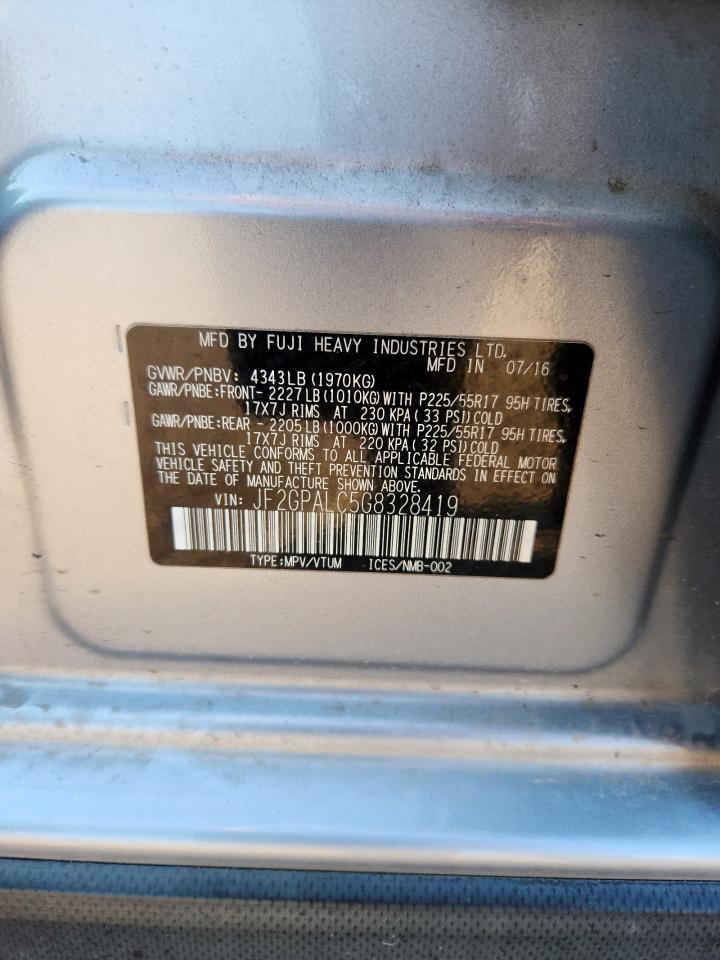 MFD BY FUJI HEAVY INDUSTRIES LTD.
MFD IN 07/16
GVWR/PNBV: 4343LB(1970KG)
GAWR/PNBE:FRONT- 2227LB(1010KG)WITH P225/55R17 95H TIRES,
17X7J RIMS AT 230 KPA(33 PSI)COLD
GAWR/PNBE:REAR - 2205LB(1000KG)WITH P225/55R17 95H TIRES,
17X7J RIMS AT 220 KPA(32 PSI)COLD
THIS VEHICLE CONFORMS TO ALL APPLICABLE FEDERAL MOTOR
VEHICLE SAFETY AND THEFT PREVENTION STANDARDS IN EFFECT ON
THE DATE OF MANUFACTURE SHOWN ABOVE.
VIN: JF2GPALC5G8328419
TYPE:MPV/VTUM ICES/NMB-002